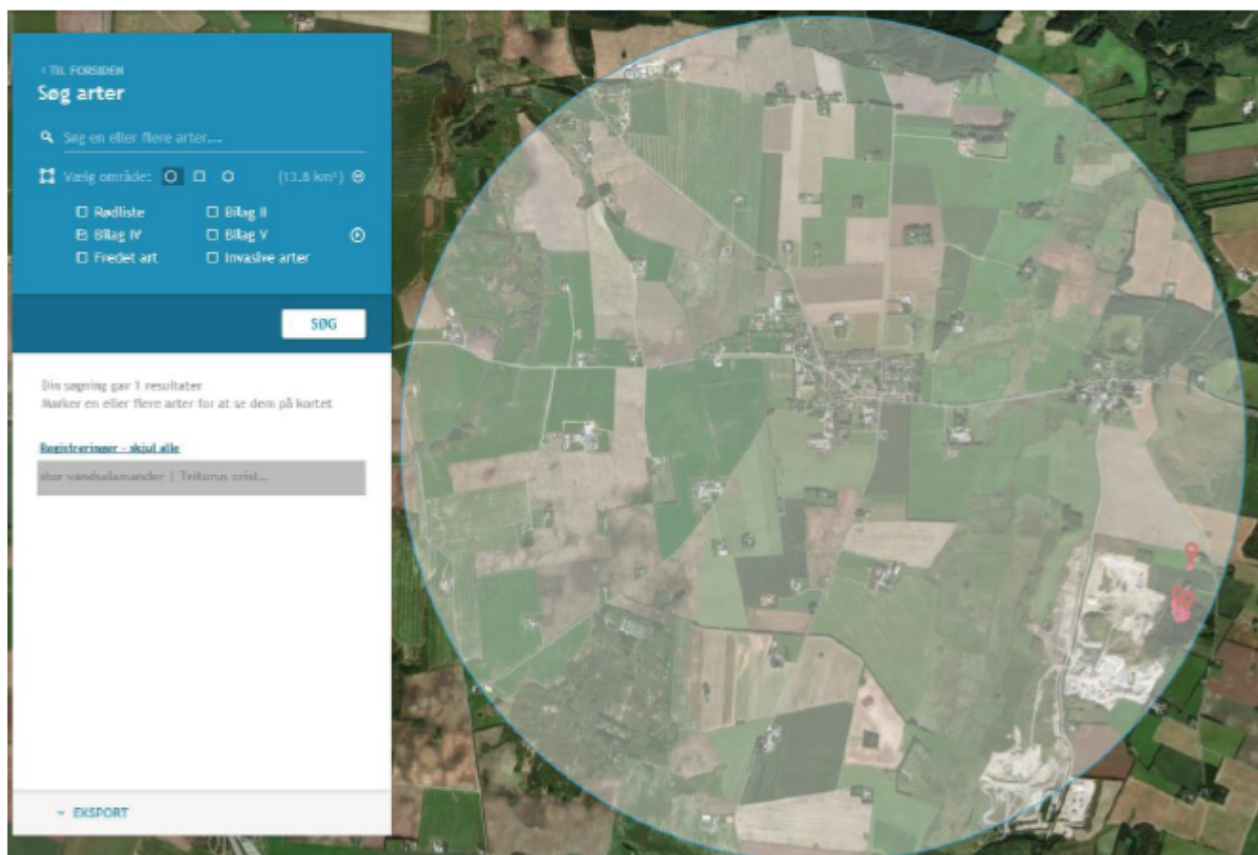 < TIL FORSIDEN
Søg arter
Søg en eller flere arter...
Vælg område: (13.8 km²)
Rødliste
Bilag II
Bilag IV
Bilag V
Fredet art
Invasive arter
SØG
Din søgning gav 1 resultater
Marker en eller flere arter for at se dem på kortet
Registreringer - skjul alle
stor vandsalamander | Triturus crist...
EKSPORT